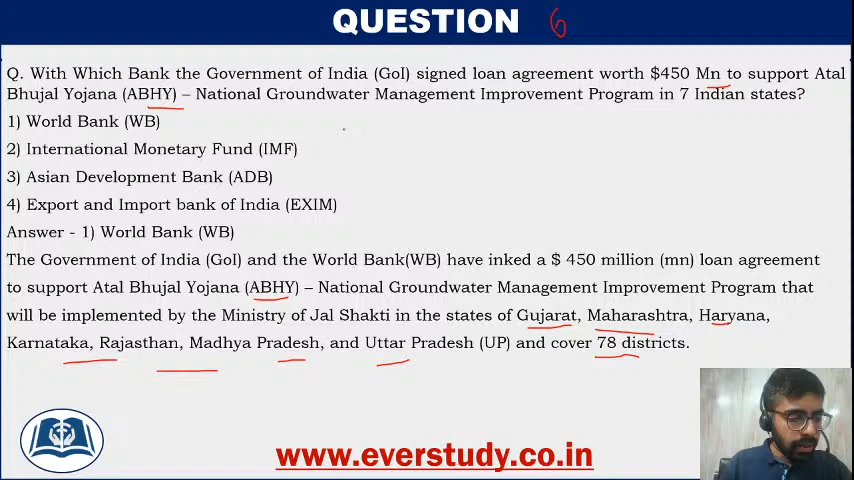 QUESTION 6
Q. With Which Bank the Government of India (GoI) signed loan agreement worth $450 Mn to support Atal
Bhujal Yojana (ABHY) – National Groundwater Management Improvement Program in 7 Indian states?
1) World Bank (WB)
2) International Monetary Fund (IMF)
3) Asian Development Bank (ADB)
4) Export and Import bank of India (EXIM)
Answer - 1) World Bank (WB)
The Government of India (GoI) and the World Bank(WB) have inked a $ 450 million (mn) loan agreement
to support Atal Bhujal Yojana (ABHY) – National Groundwater Management Improvement Program that
will be implemented by the Ministry of Jal Shakti in the states of Gujarat, Maharashtra, Haryana,
Karnataka, Rajasthan, Madhya Pradesh, and Uttar Pradesh (UP) and cover 78 districts.
www.everstudy.co.in